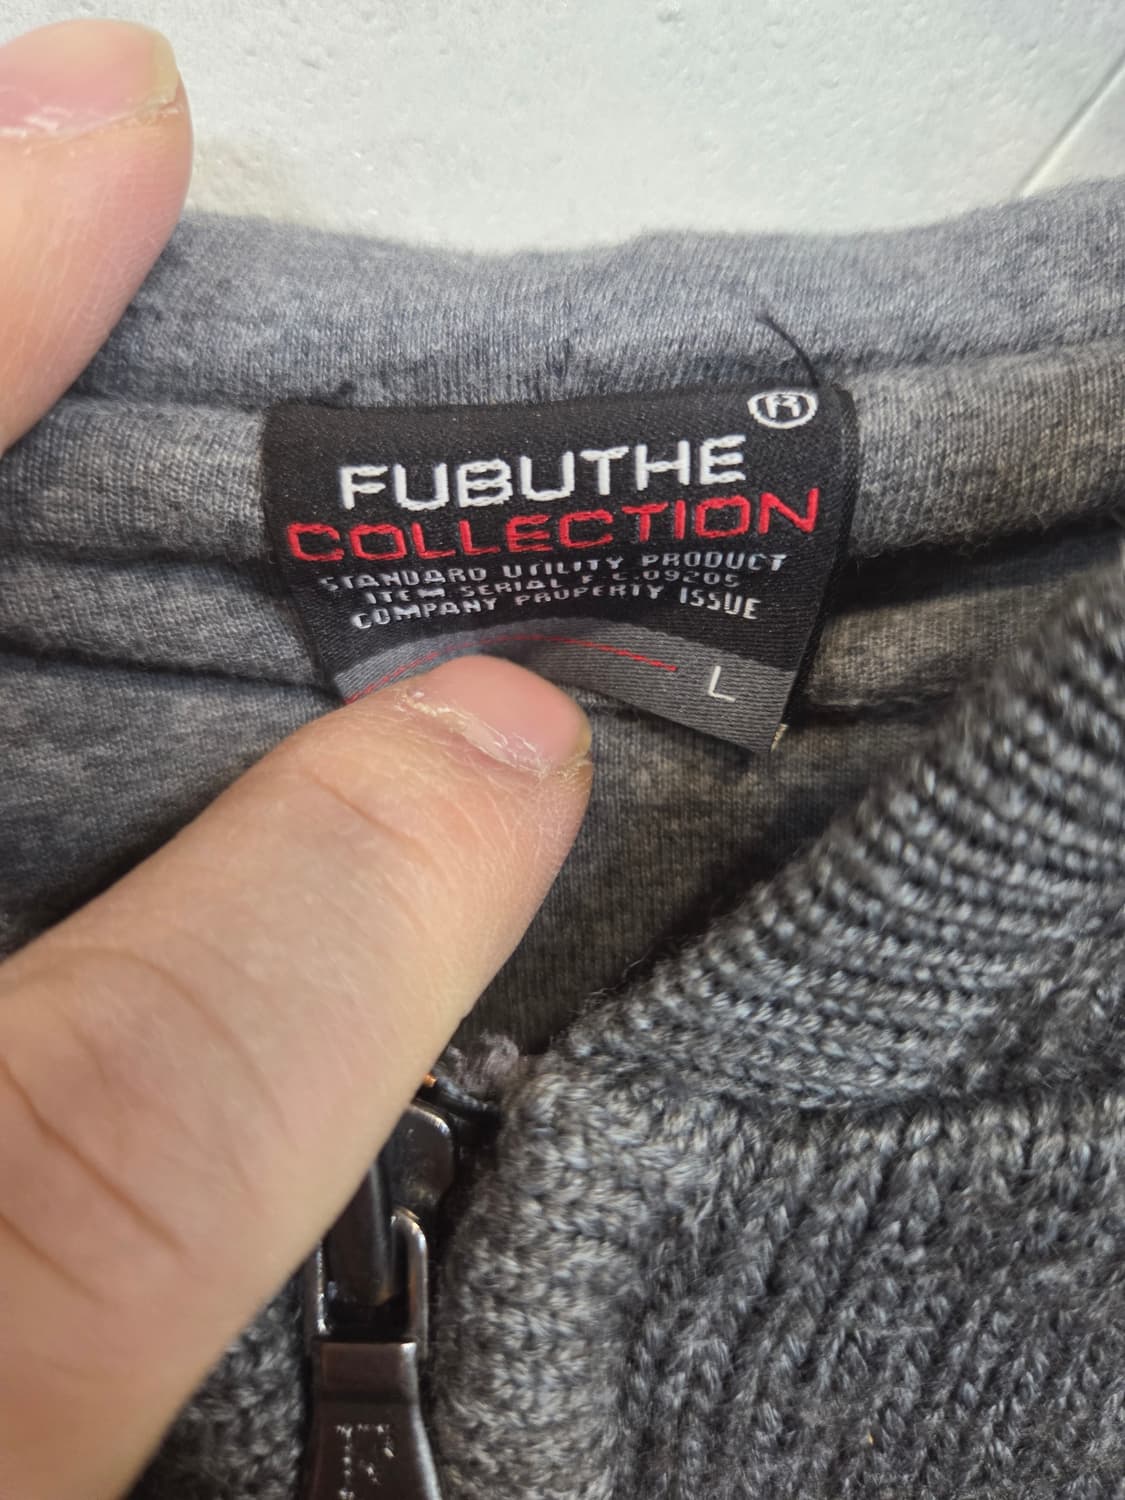 ®
FUBUTHE
COLLECTION
STANDARD UTILITY PRODUCT
ITEM SERIAL F C.09205
COMPANY PROPERTY ISSUE
L